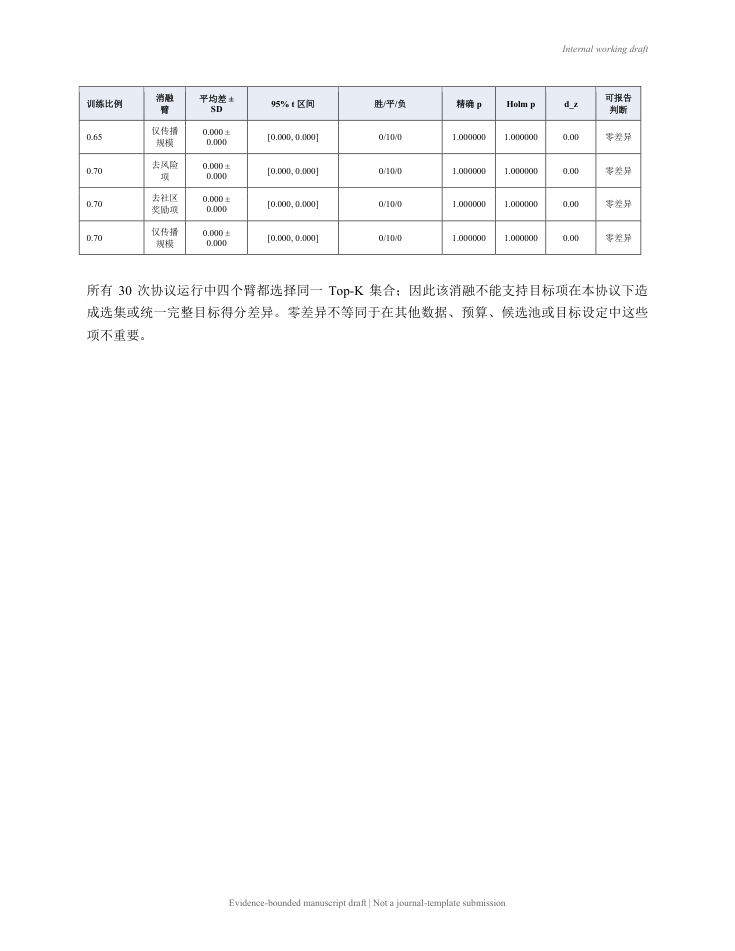 Internal working draft
训练比例 消融臂 平均差 ± SD 95% t 区间 胜/平/负 精确 p Holm p d_z 可报告判断
0.65 仅传播规模 0.000 ± 0.000 [0.000, 0.000] 0/10/0 1.000000 1.000000 0.00 零差异
0.70 去风险项 0.000 ± 0.000 [0.000, 0.000] 0/10/0 1.000000 1.000000 0.00 零差异
0.70 去社区奖励项 0.000 ± 0.000 [0.000, 0.000] 0/10/0 1.000000 1.000000 0.00 零差异
0.70 仅传播规模 0.000 ± 0.000 [0.000, 0.000] 0/10/0 1.000000 1.000000 0.00 零差异
所有 30 次协议运行中四个臂都选择同一 Top-K 集合；因此该消融不能支持目标项在本协议下造
成选集或统一完整目标得分差异。零差异不等同于在其他数据、预算、候选池或目标设定中这些
项不重要。
Evidence-bounded manuscript draft | Not a journal-template submission